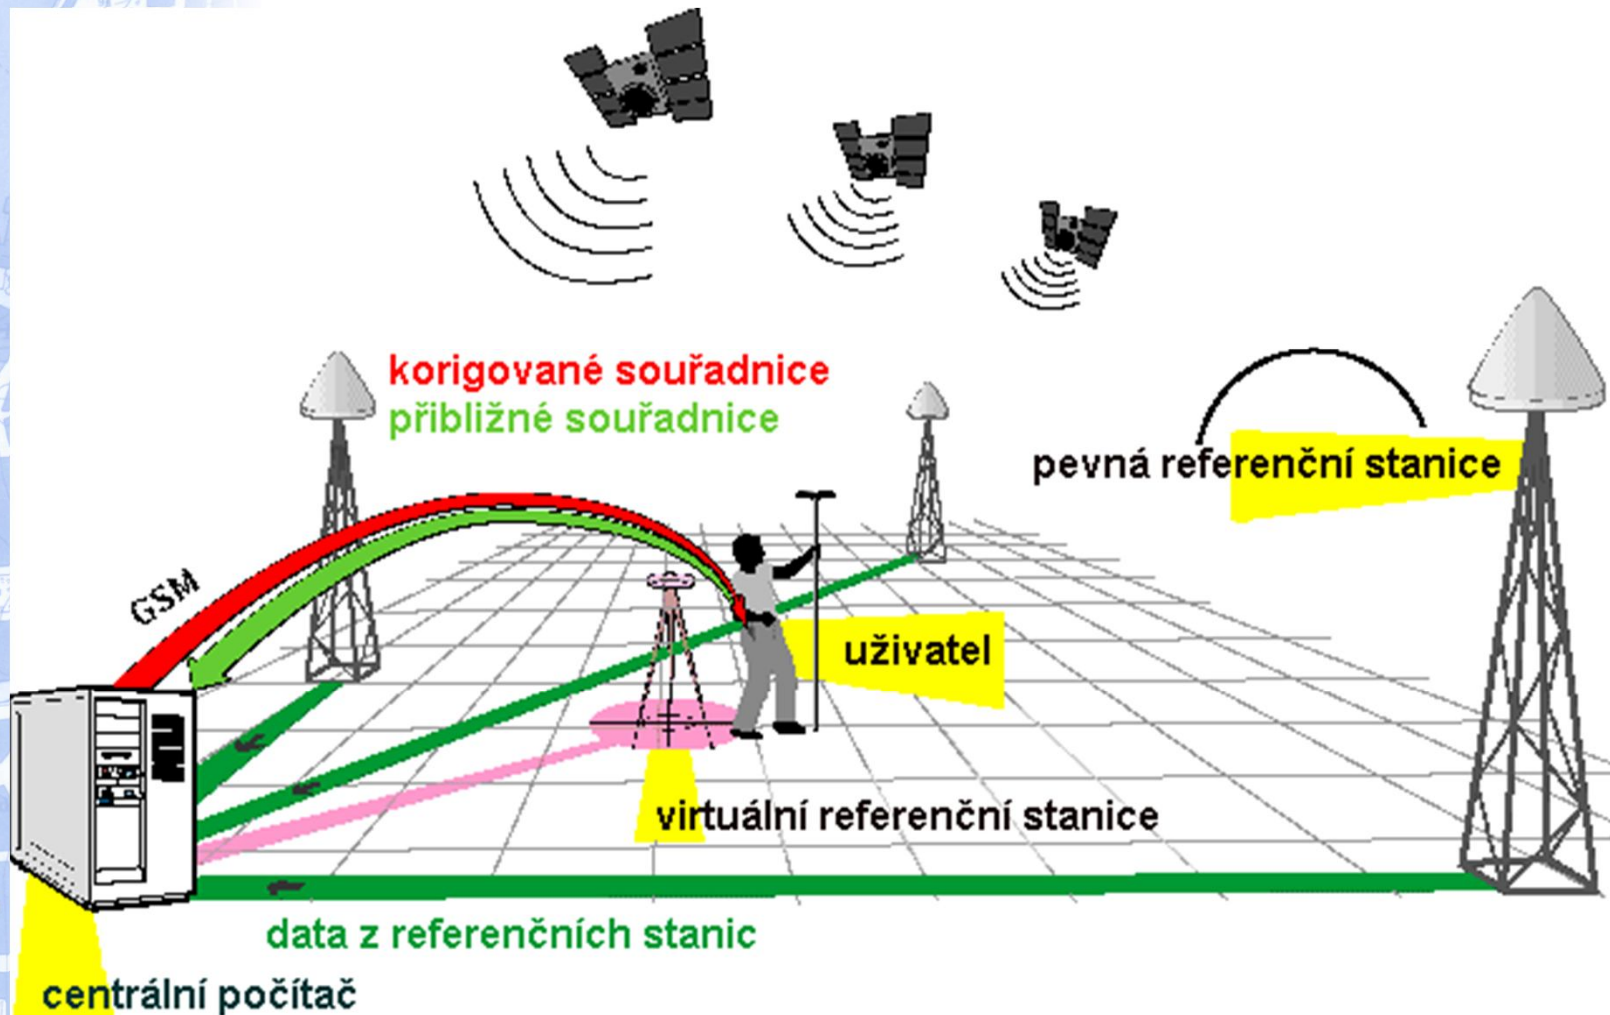 korigované souřadnice
přibližné souřadnice
pevná referenční stanice
GSM
uživatel
virtuální referenční stanice
data z referenčních stanic
centrální počítač